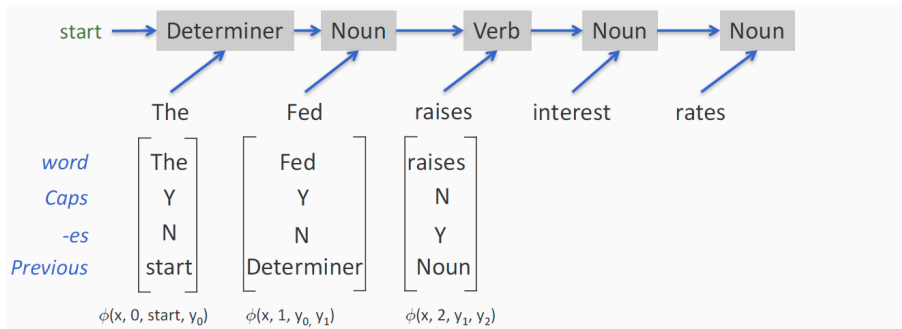 start Determiner Noun Verb Noun Noun
The Fed raises interest rates
word The Fed raises
Caps Y Y N
-es N N Y
Previous start Determiner Noun
ϕ(x, 0, start, y₀) ϕ(x, 1, y₀, y₁) ϕ(x, 2, y₁, y₂)